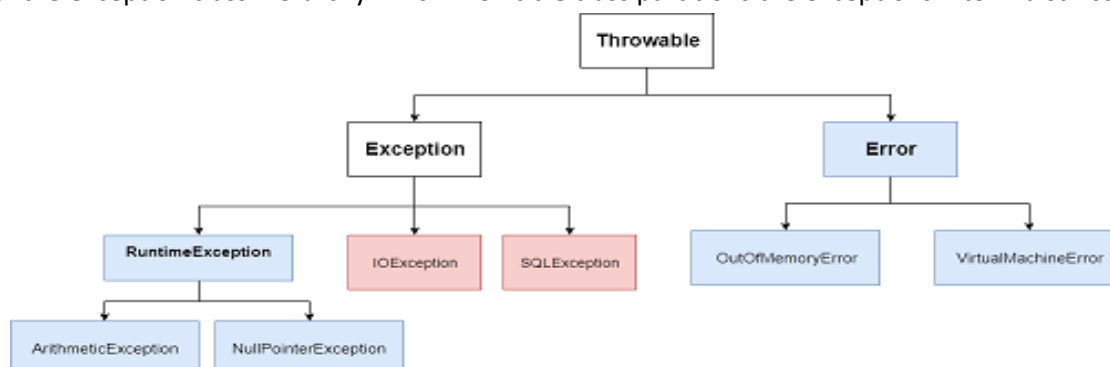 Throwable
Exception
Error
RuntimeException
IOException
SQLException
OutOfMemoryError
VirtualMachineError
ArithmeticException
NullPointerException